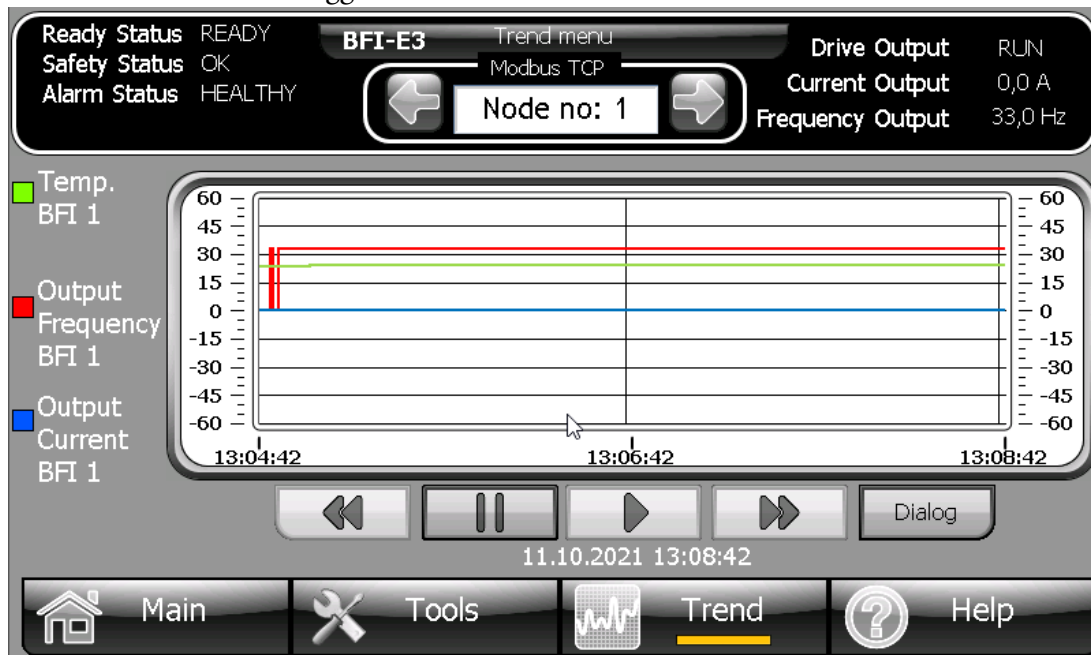 Ready Status READY
Safety Status OK
Alarm Status HEALTHY
BFI-E3 Trend menu
Modbus TCP
Node no: 1
Drive Output RUN
Current Output 0,0 A
Frequency Output 33,0 Hz
Temp.
BFI 1
Output
Frequency
BFI 1
Output
Current
BFI 1
60 60
45 45
30 30
15 15
0 0
-15 -15
-30 -30
-45 -45
-60 -60
13:04:42 13:06:42 13:08:42
Dialog
11.10.2021 13:08:42
Main Tools Trend Help